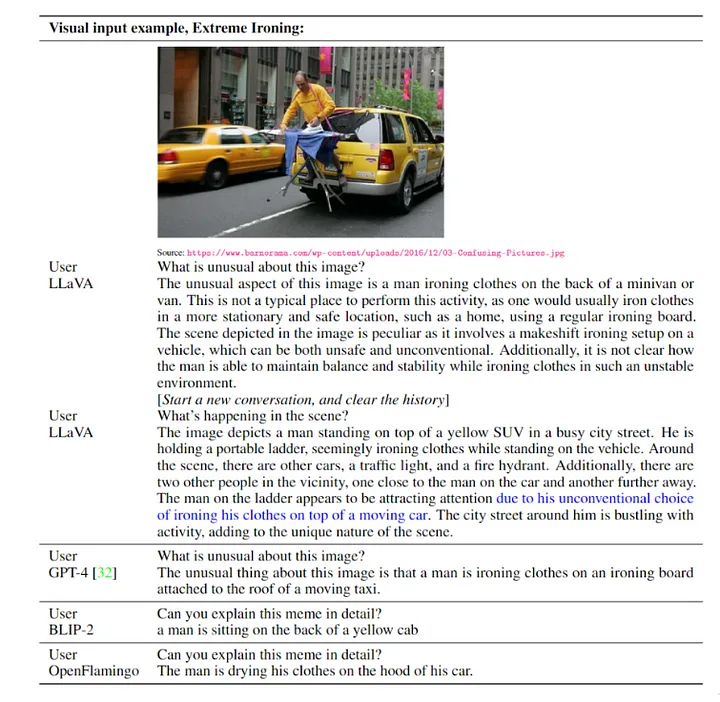 Visual input example, Extreme Ironing:
Source: https://www.barnorama.com/wp-content/uploads/2016/12/03-Confusing-Pictures.jpg
User What is unusual about this image?
LLaVA The unusual aspect of this image is a man ironing clothes on the back of a minivan or
van. This is not a typical place to perform this activity, as one would usually iron clothes
in a more stationary and safe location, such as a home, using a regular ironing board.
The scene depicted in the image is peculiar as it involves a makeshift ironing setup on a
vehicle, which can be both unsafe and unconventional. Additionally, it is not clear how
the man is able to maintain balance and stability while ironing clothes in such an unstable
environment.
[Start a new conversation, and clear the history]
User What's happening in the scene?
LLaVA The image depicts a man standing on top of a yellow SUV in a busy city street. He is
holding a portable ladder, seemingly ironing clothes while standing on the vehicle. Around
the scene, there are other cars, a traffic light, and a fire hydrant. Additionally, there are
two other people in the vicinity, one close to the man on the car and another further away.
The man on the ladder appears to be attracting attention due to his unconventional choice
of ironing his clothes on top of a moving car. The city street around him is bustling with
activity, adding to the unique nature of the scene.
User What is unusual about this image?
GPT-4 [32] The unusual thing about this image is that a man is ironing clothes on an ironing board
attached to the roof of a moving taxi.
User Can you explain this meme in detail?
BLIP-2 a man is sitting on the back of a yellow cab
User Can you explain this meme in detail?
OpenFlamingo The man is drying his clothes on the hood of his car.